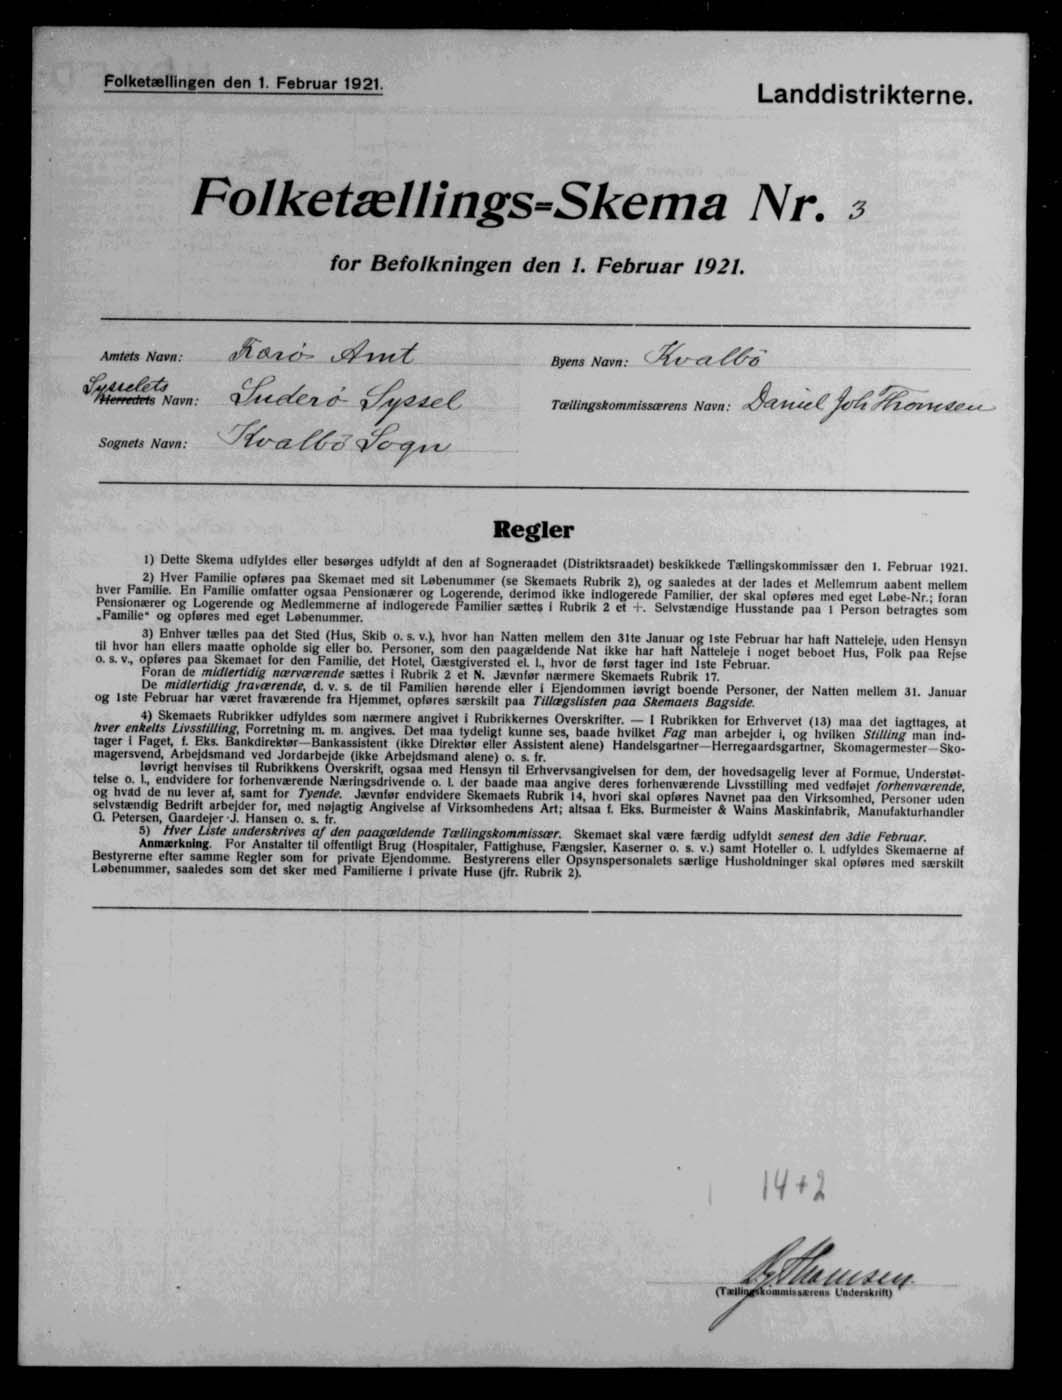 Folketællingen den 1. Februar 1921.
Landdistrikterne.
Folketællings=Skema Nr. 3
for Befolkningen den 1. Februar 1921.
Amtets Navn: Færø Amt
Byens Navn: Kvalbö
Sysselets
Herredets Navn: Suderø Syssel
Tællingskommissærens Navn: Daniel Joh Thomsen
Sognets Navn: Kvalbö Sogn
Regler
1) Dette Skema udfyldes eller besørges udfyldt af den af Sogneraadet (Distriktsraadet) beskikkede Tællingskommissær den 1. Februar 1921.
2) Hver Familie opføres paa Skemaet med sit Løbenummer (se Skemaets Rubrik 2), og saaledes at der lades et Mellemrum aabent mellem
hver Familie. En Familie omfatter ogsaa Pensionærer og Logerende, derimod ikke indlogerede Familier, der skal opføres med eget Løbe-Nr.; foran
Pensionærer og Logerende og Medlemmerne af indlogerede Familier sættes i Rubrik 2 et +. Selvstændige Husstande paa 1 Person betragtes som
„Familie" og opføres med eget Løbenummer.
3) Enhver tælles paa det Sted (Hus, Skib o. s. v.), hvor han Natten mellem den 31te Januar og 1ste Februar har haft Natteleje, uden Hensyn
til hvor han ellers maatte opholde sig eller bo. Personer, som den paagældende Nat ikke har haft Natteleje i noget beboet Hus, Folk paa Rejse
o. s. v., opføres paa Skemaet for den Familie, det Hotel, Gæstgiversted el. l., hvor de først tager ind 1ste Februar.
Foran de midlertidig nærværende sættes i Rubrik 2 et N. Jævnfør nærmere Skemaets Rubrik 17.
De midlertidig fraværende, d. v. s. de til Familien hørende eller i Ejendommen iøvrigt boende Personer, der Natten mellem 31. Januar
og 1ste Februar har været fraværende fra Hjemmet, opføres særskilt paa Tillægslisten paa Skemaets Bagside.
4) Skemaets Rubrikker udfyldes som nærmere angivet i Rubrikkernes Overskrifter. — I Rubrikken for Erhvervet (13) maa det iagttages, at
hver enkelts Livsstilling, Forretning m. m. angives. Det maa tydeligt kunne ses, baade hvilket Fag man arbejder i, og hvilken Stilling man ind-
tager i Faget, f. Eks. Bankdirektør—Bankassistent (ikke Direktør eller Assistent alene) Handelsgartner—Herregaardsgartner, Skomagermester—Sko-
magersvend, Arbejdsmand ved Jordarbejde (ikke Arbejdsmand alene) o. s. fr.
Iøvrigt henvises til Rubrikkens Overskrift, ogsaa med Hensyn til Erhvervsangivelsen for dem, der hovedsagelig lever af Formue, Understøt-
telse o. l., endvidere for forhenværende Næringsdrivende o. l. der baade maa angive deres forhenværende Livsstilling med vedføjet forhenværende,
og hvad de nu lever af, samt for Tyende. Jævnfør endvidere Skemaets Rubrik 14, hvori skal opføres Navnet paa den Virksomhed, Personer uden
selvstændig Bedrift arbejder for, med nøjagtig Angivelse af Virksomhedens Art; altsaa f. Eks. Burmeister & Wains Maskinfabrik, Manufakturhandler
G. Petersen, Gaardejer J. Hansen o. s. fr.
5) Hver Liste underskrives af den paagældende Tællingskommissær. Skemaet skal være færdig udfyldt senest den 3die Februar.
Anmærkning. For Anstalter til offentligt Brug (Hospitaler, Fattighuse, Fængsler, Kaserner o. s. v.) samt Hoteller o. l. udfyldes Skemaerne af
Bestyrerne efter samme Regler som for private Ejendomme. Bestyrerens eller Opsynspersonalets særlige Husholdninger skal opføres med særskilt
Løbenummer, saaledes som det sker med Familierne i private Huse (jfr. Rubrik 2).
14+2
Dj Thomsen
(Tællingskommissærens Underskrift)